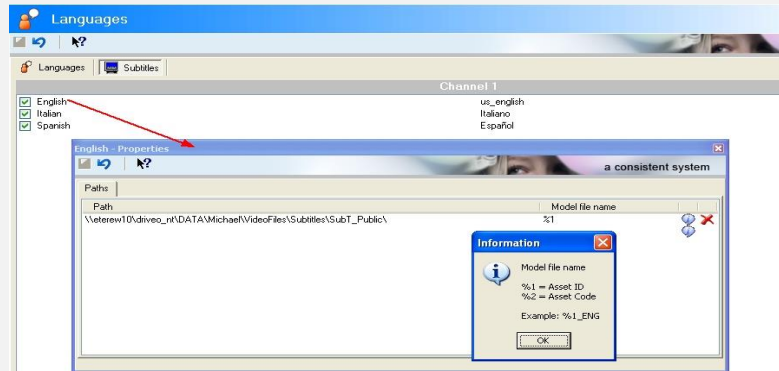 Languages
Languages Subtitles
Channel 1
English us_english
Italian Italiano
Spanish Español
English - Properties
a consistent system
Paths
Path Model file name
\\eterew10\driveo_nt\DATA\Michael\VideoFiles\Subtitles\SubT_Public\ %1
Information
Model file name
%1 = Asset ID
%2 = Asset Code
Example: %1_ENG
OK